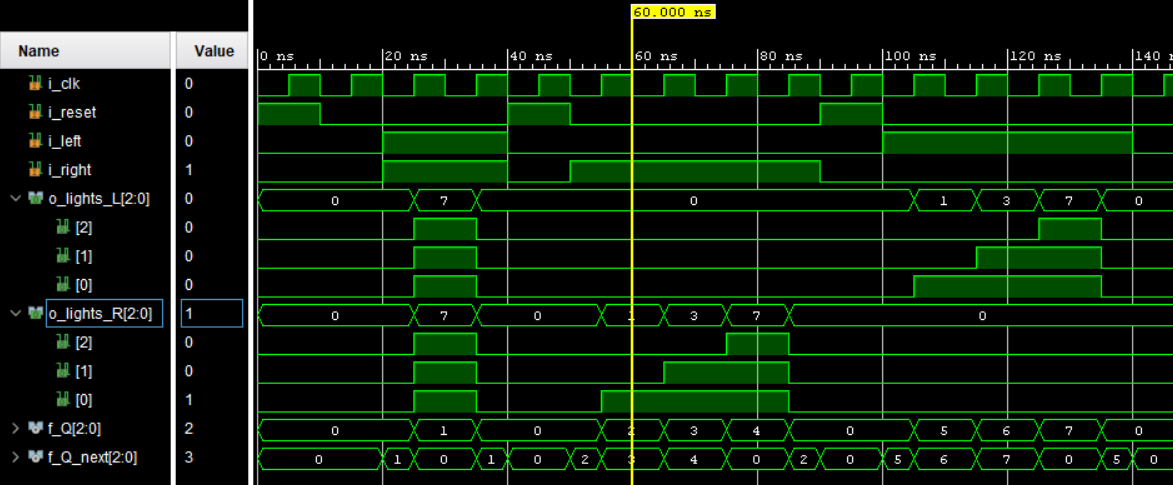 60.000 ns
Name Value 0 ns 20 ns 40 ns 60 ns 80 ns 100 ns 120 ns 140 n
i_clk 0
i_reset 0
i_left 0
i_right 1
o_lights_L[2:0] 0 0 7 0 1 3 7 0
[2] 0
[1] 0
[0] 0
o_lights_R[2:0] 1 0 7 0 1 3 7 0
[2] 0
[1] 0
[0] 1
f_Q[2:0] 2 0 1 0 2 3 4 0 5 6 7 0
f_Q_next[2:0] 3 0 1 0 1 0 2 3 4 0 2 0 5 6 7 0 5 0